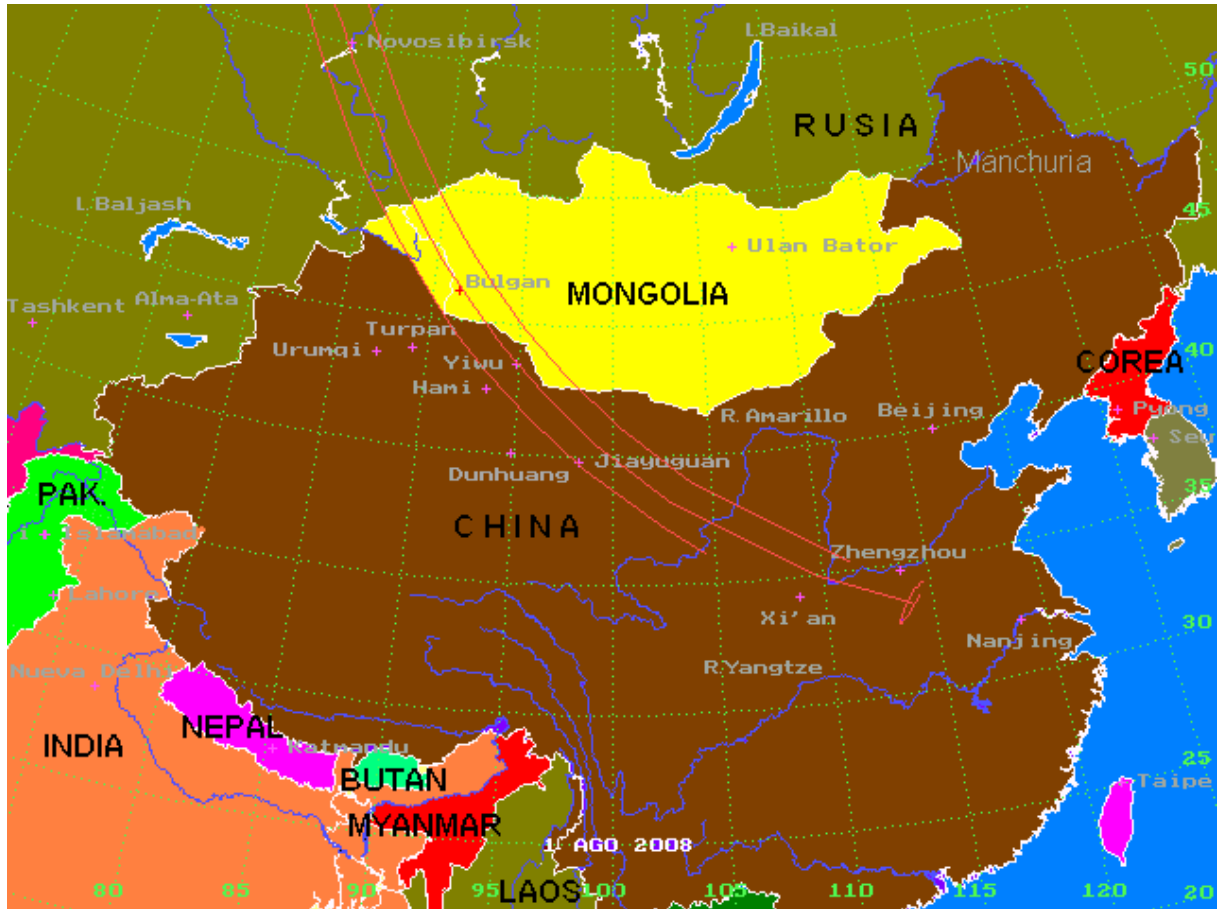 Novosibirsk
L Baikal
50
RUSIA
Manchuria
L Baljash
45
Ulan Bator
Bulgan
MONGOLIA
Tashkent
Alma-Ata
Turpan
Urumqi
Yiwu
40
COREA
Hami
R.Amarillo
Beijing
Pyong
Seu
Dunhuang
Jiayuguan
35
PAK.
CHINA
i
Islamabad
Zhengzhou
Lahore
Xi'an
30
Nanjing
Nueva Delhi
R.Yangtze
NEPAL
INDIA
Katmandu
25
BUTAN
Taipe
MYANMAR
1 AGO 2008
80
85
90
95
LAOS
100
105
110
115
120
20